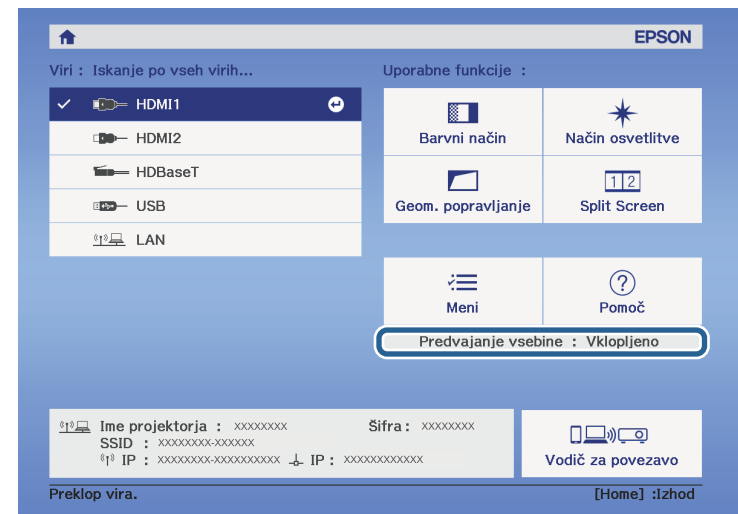 EPSON
Viri : Iskanje po vseh virih...
HDMI1
HDMI2
HDBaseT
USB
LAN
Uporabne funkcije :
Barvni način
Način osvetlitve
Geom. popravljanje
1 2
Split Screen
Meni
?
Pomoč
Predvajanje vsebine : Vklopljeno
Ime projektorja : xxxxxxxx Šifra : xxxxxxxx
SSID : xxxxxxxx-xxxxxx
IP : xxxxxxxx-xxxxxxxxxx IP : xxxxxxxxxxxx
Vodič za povezavo
Preklop vira.
[Home] :Izhod